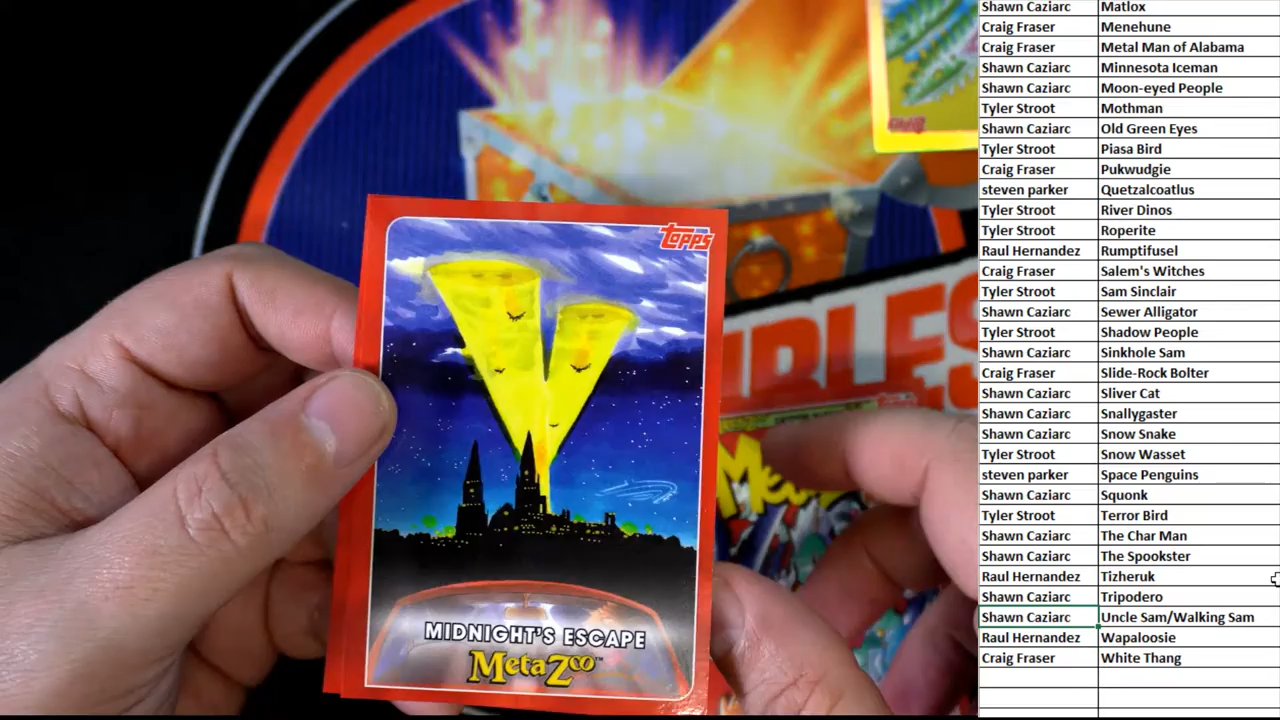 TOPPS
MIDNIGHT'S ESCAPE
MetaZoo™
Shawn Caziarc Matlox
Craig Fraser Menehune
Craig Fraser Metal Man of Alabama
Shawn Caziarc Minnesota Iceman
Shawn Caziarc Moon-eyed People
Tyler Stroot Mothman
Shawn Caziarc Old Green Eyes
Tyler Stroot Piasa Bird
Craig Fraser Pukwudgie
steven parker Quetzalcoatlus
Tyler Stroot River Dinos
Tyler Stroot Roperite
Raul Hernandez Rumptifusel
Craig Fraser Salem's Witches
Tyler Stroot Sam Sinclair
Shawn Caziarc Sewer Alligator
Tyler Stroot Shadow People
Shawn Caziarc Sinkhole Sam
Craig Fraser Slide-Rock Bolter
Shawn Caziarc Sliver Cat
Shawn Caziarc Snallygaster
Shawn Caziarc Snow Snake
Tyler Stroot Snow Wasset
steven parker Space Penguins
Shawn Caziarc Squonk
Tyler Stroot Terror Bird
Shawn Caziarc The Char Man
Shawn Caziarc The Spookster
Raul Hernandez Tizheruk
Shawn Caziarc Tripodero
Shawn Caziarc Uncle Sam/Walking Sam
Raul Hernandez Wapaloosie
Craig Fraser White Thang